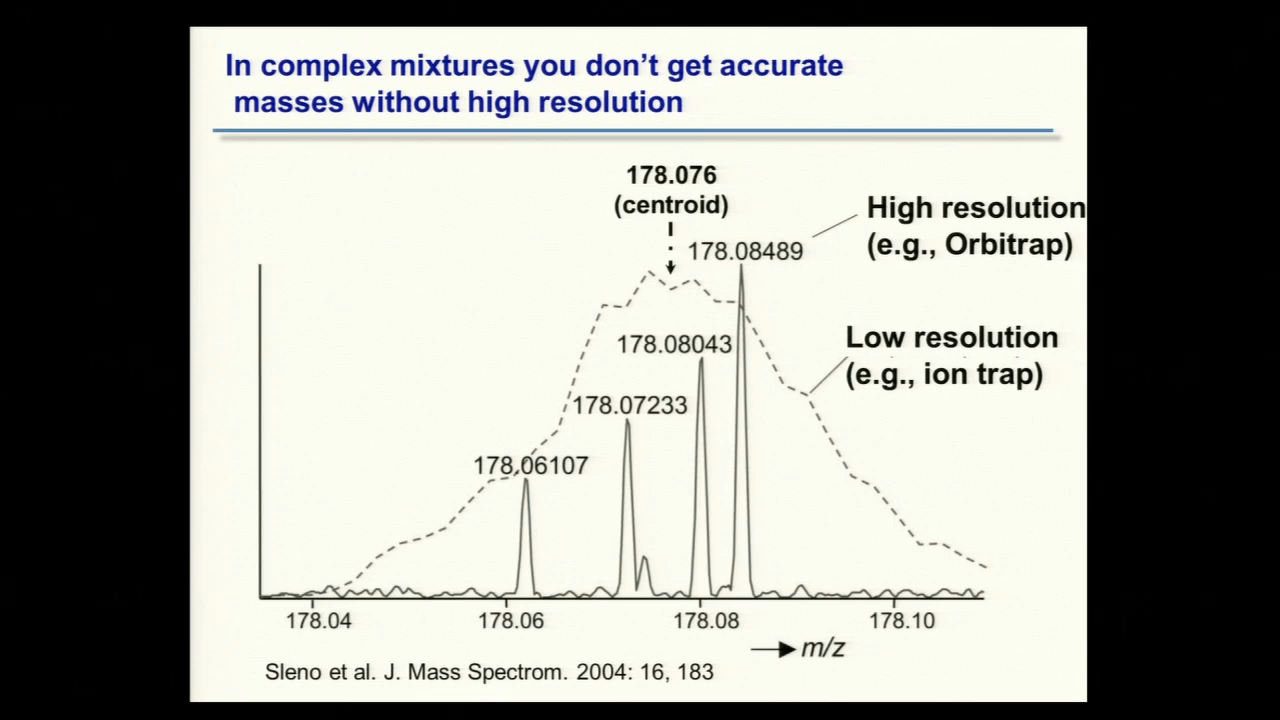 In complex mixtures you don’t get accurate
masses without high resolution
178.076
(centroid)
High resolution
(e.g., Orbitrap)
178.08489
Low resolution
(e.g., ion trap)
178.08043
178.07233
178.06107
178.04
178.06
178.08
178.10
m/z
Sleno et al. J. Mass Spectrom. 2004: 16, 183